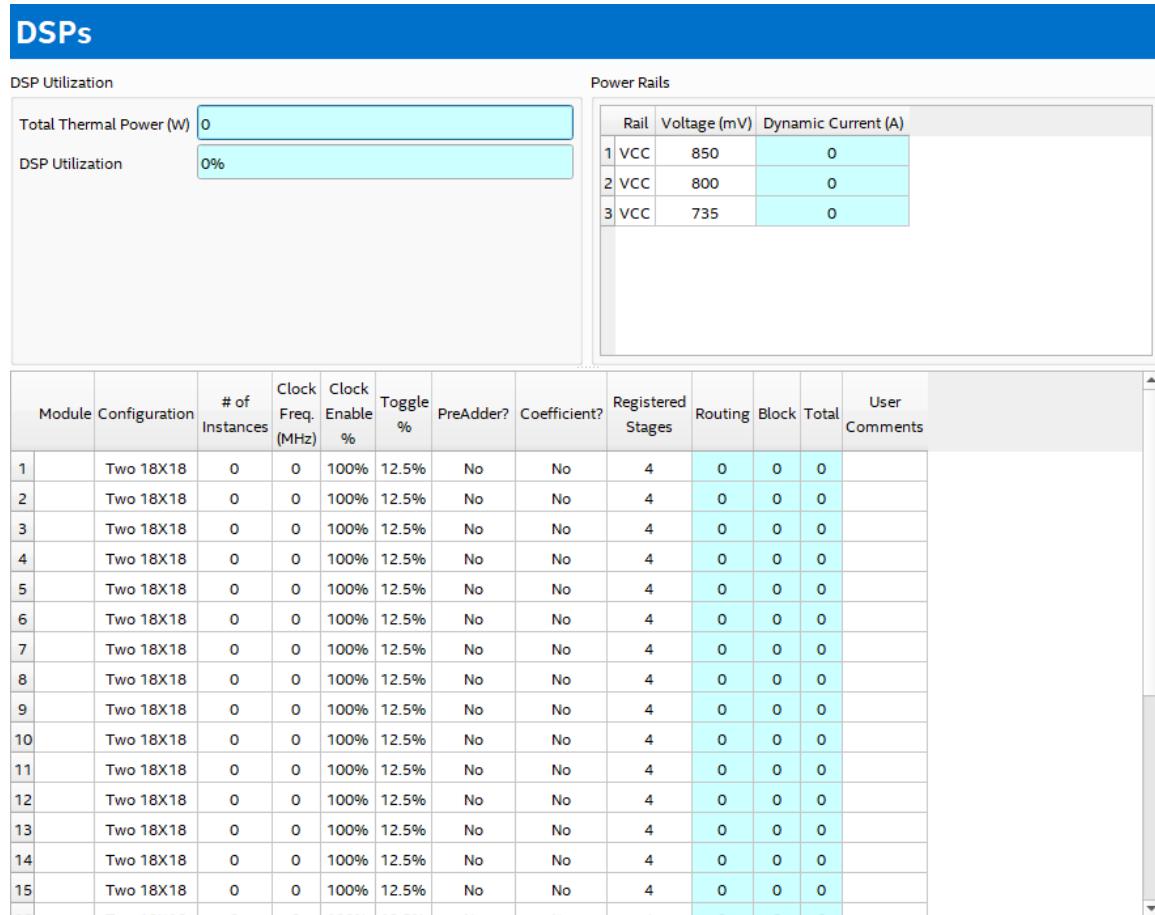 DSPs
DSP Utilization
Total Thermal Power (W) 0
DSP Utilization 0%
Power Rails
Rail Voltage (mV) Dynamic Current (A)
1 VCC 850 0
2 VCC 800 0
3 VCC 735 0
Module Configuration # of Instances Clock Freq. (MHz) Clock Enable % Toggle % PreAdder? Coefficient? Registered Stages Routing Block Total User Comments
1 Two 18X18 0 0 100% 12.5% No No 4 0 0 0
2 Two 18X18 0 0 100% 12.5% No No 4 0 0 0
3 Two 18X18 0 0 100% 12.5% No No 4 0 0 0
4 Two 18X18 0 0 100% 12.5% No No 4 0 0 0
5 Two 18X18 0 0 100% 12.5% No No 4 0 0 0
6 Two 18X18 0 0 100% 12.5% No No 4 0 0 0
7 Two 18X18 0 0 100% 12.5% No No 4 0 0 0
8 Two 18X18 0 0 100% 12.5% No No 4 0 0 0
9 Two 18X18 0 0 100% 12.5% No No 4 0 0 0
10 Two 18X18 0 0 100% 12.5% No No 4 0 0 0
11 Two 18X18 0 0 100% 12.5% No No 4 0 0 0
12 Two 18X18 0 0 100% 12.5% No No 4 0 0 0
13 Two 18X18 0 0 100% 12.5% No No 4 0 0 0
14 Two 18X18 0 0 100% 12.5% No No 4 0 0 0
15 Two 18X18 0 0 100% 12.5% No No 4 0 0 0